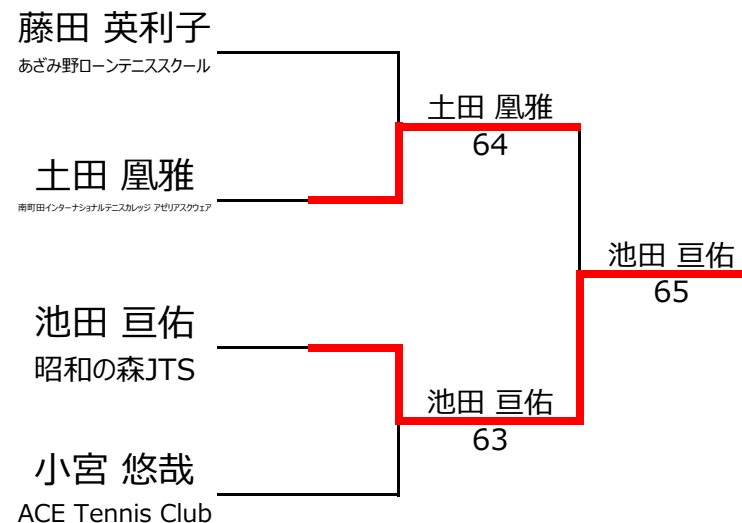 藤田 英利子
あざみ野ローンテニススクール
土田 凰雅
64
土田 凰雅
南町田インターナショナルテニスカレッジ アゼリアスクウェア
池田 亘佑
65
池田 亘佑
昭和の森JTS
池田 亘佑
63
小宮 悠哉
ACE Tennis Club